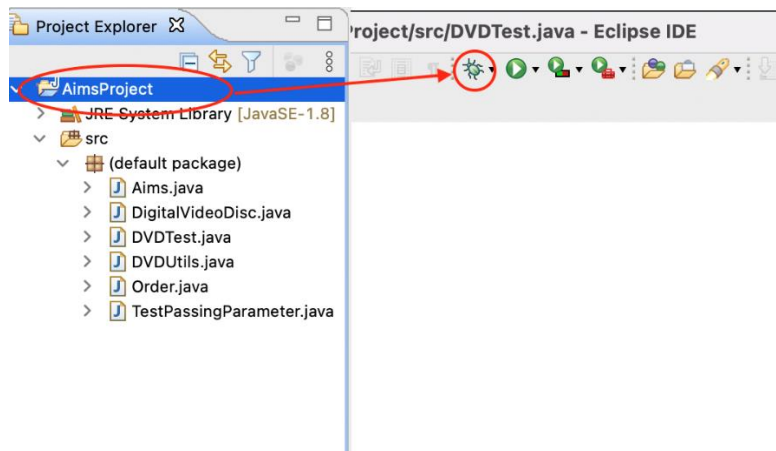 Project Explorer
Project/src/DVDTest.java - Eclipse IDE
AimsProject
JRE System Library [JavaSE-1.8]
src
(default package)
Aims.java
DigitalVideoDisc.java
DVDTest.java
DVDUtils.java
Order.java
TestPassingParameter.java